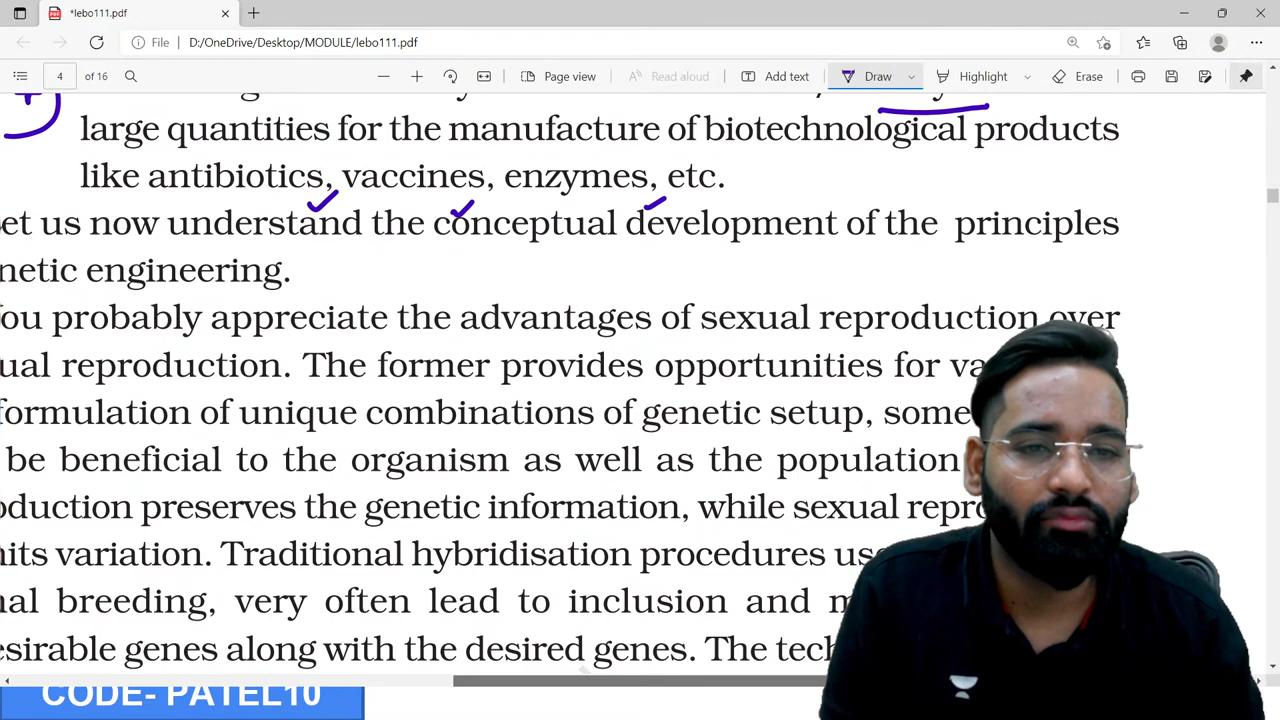 *lebo111.pdf
File D:/OneDrive/Desktop/MODULE/lebo111.pdf
4 of 16 Page view Read aloud Add text Draw Highlight Erase
large quantities for the manufacture of biotechnological products
like antibiotics, vaccines, enzymes, etc.
et us now understand the conceptual development of the principles
netic engineering.
ou probably appreciate the advantages of sexual reproduction over
ual reproduction. The former provides opportunities for va
formulation of unique combinations of genetic setup, some
be beneficial to the organism as well as the population
oduction preserves the genetic information, while sexual repro
nits variation. Traditional hybridisation procedures use
nal breeding, very often lead to inclusion and m
esirable genes along with the desired genes. The tech
CODE- PATEL10